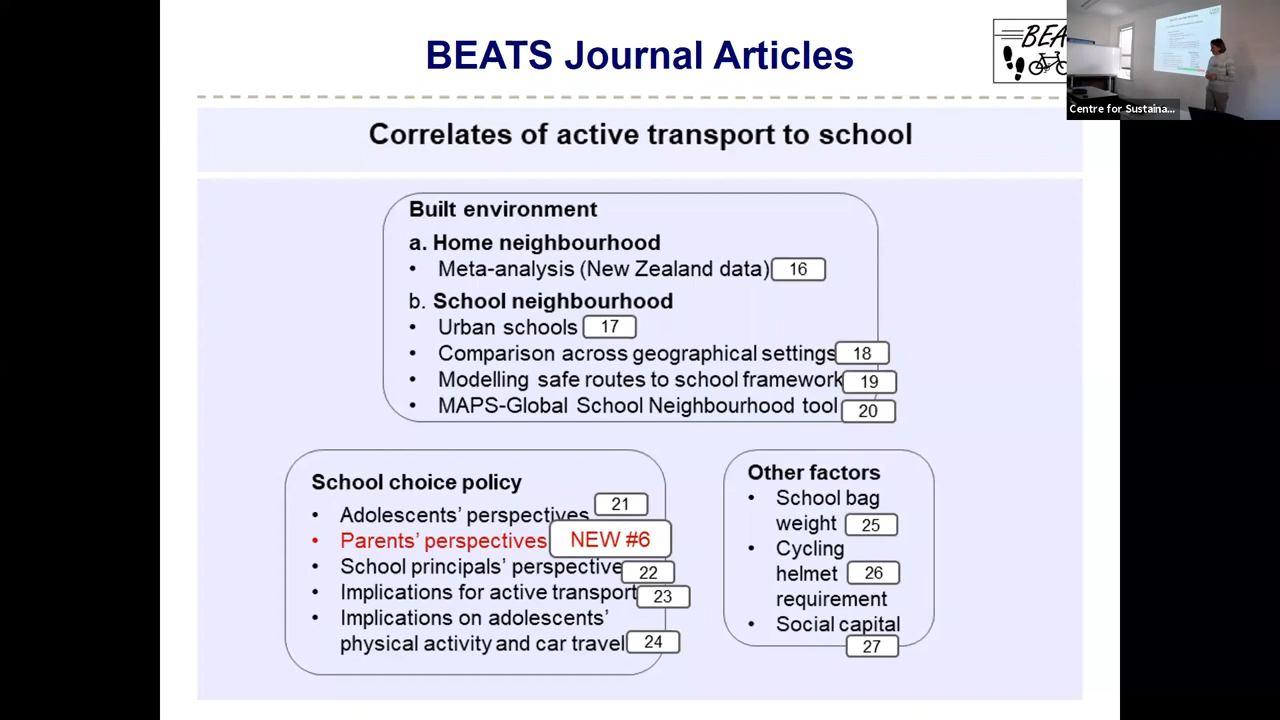 BEATS Journal Articles
BEA
Centre for Sustaina...
Correlates of active transport to school
Built environment
a. Home neighbourhood
• Meta-analysis (New Zealand data) 16
b. School neighbourhood
• Urban schools 17
• Comparison across geographical settings 18
• Modelling safe routes to school framework 19
• MAPS-Global School Neighbourhood tool 20
School choice policy
• Adolescents' perspectives 21
• Parents' perspectives NEW #6
• School principals' perspective 22
• Implications for active transport 23
• Implications on adolescents'
physical activity and car travel 24
Other factors
• School bag
weight 25
• Cycling
helmet 26
requirement
• Social capital
27